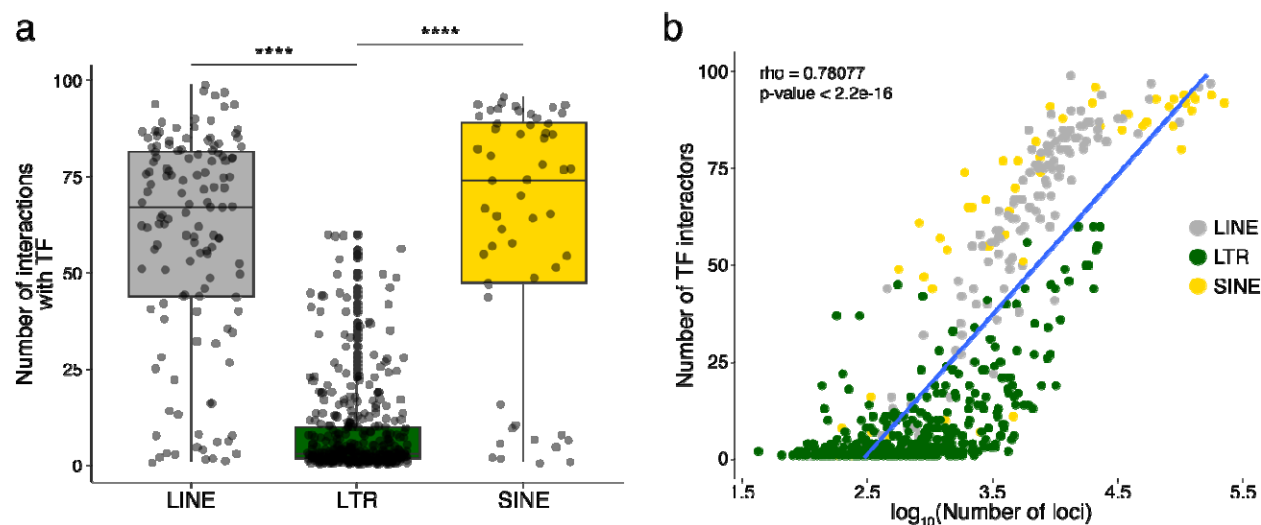 a
****
****
Number of interactions
with TF
100
75
50
25
0
LINE
LTR
SINE
b
rho = 0.78077
p-value < 2.2e-16
Number of TF interactors
100
75
50
25
0
1.5
2.5
3.5
4.5
5.5
log10(Number of loci)
LINE
LTR
SINE